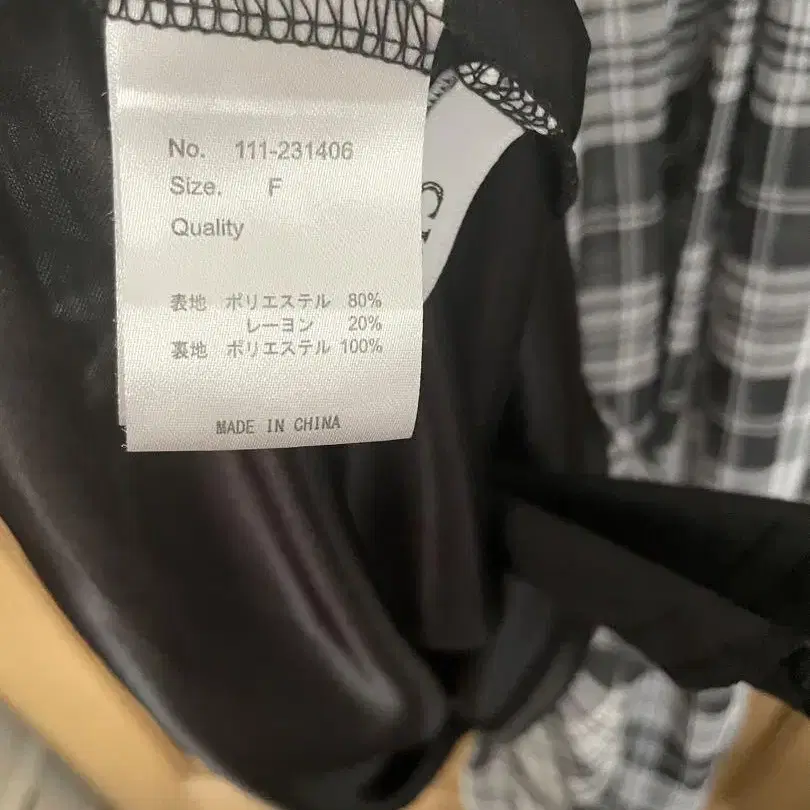 No. 111-231406
Size. F
Quality
表地 ポリエステル 80%
レーヨン 20%
裏地 ポリエステル 100%
MADE IN CHINA